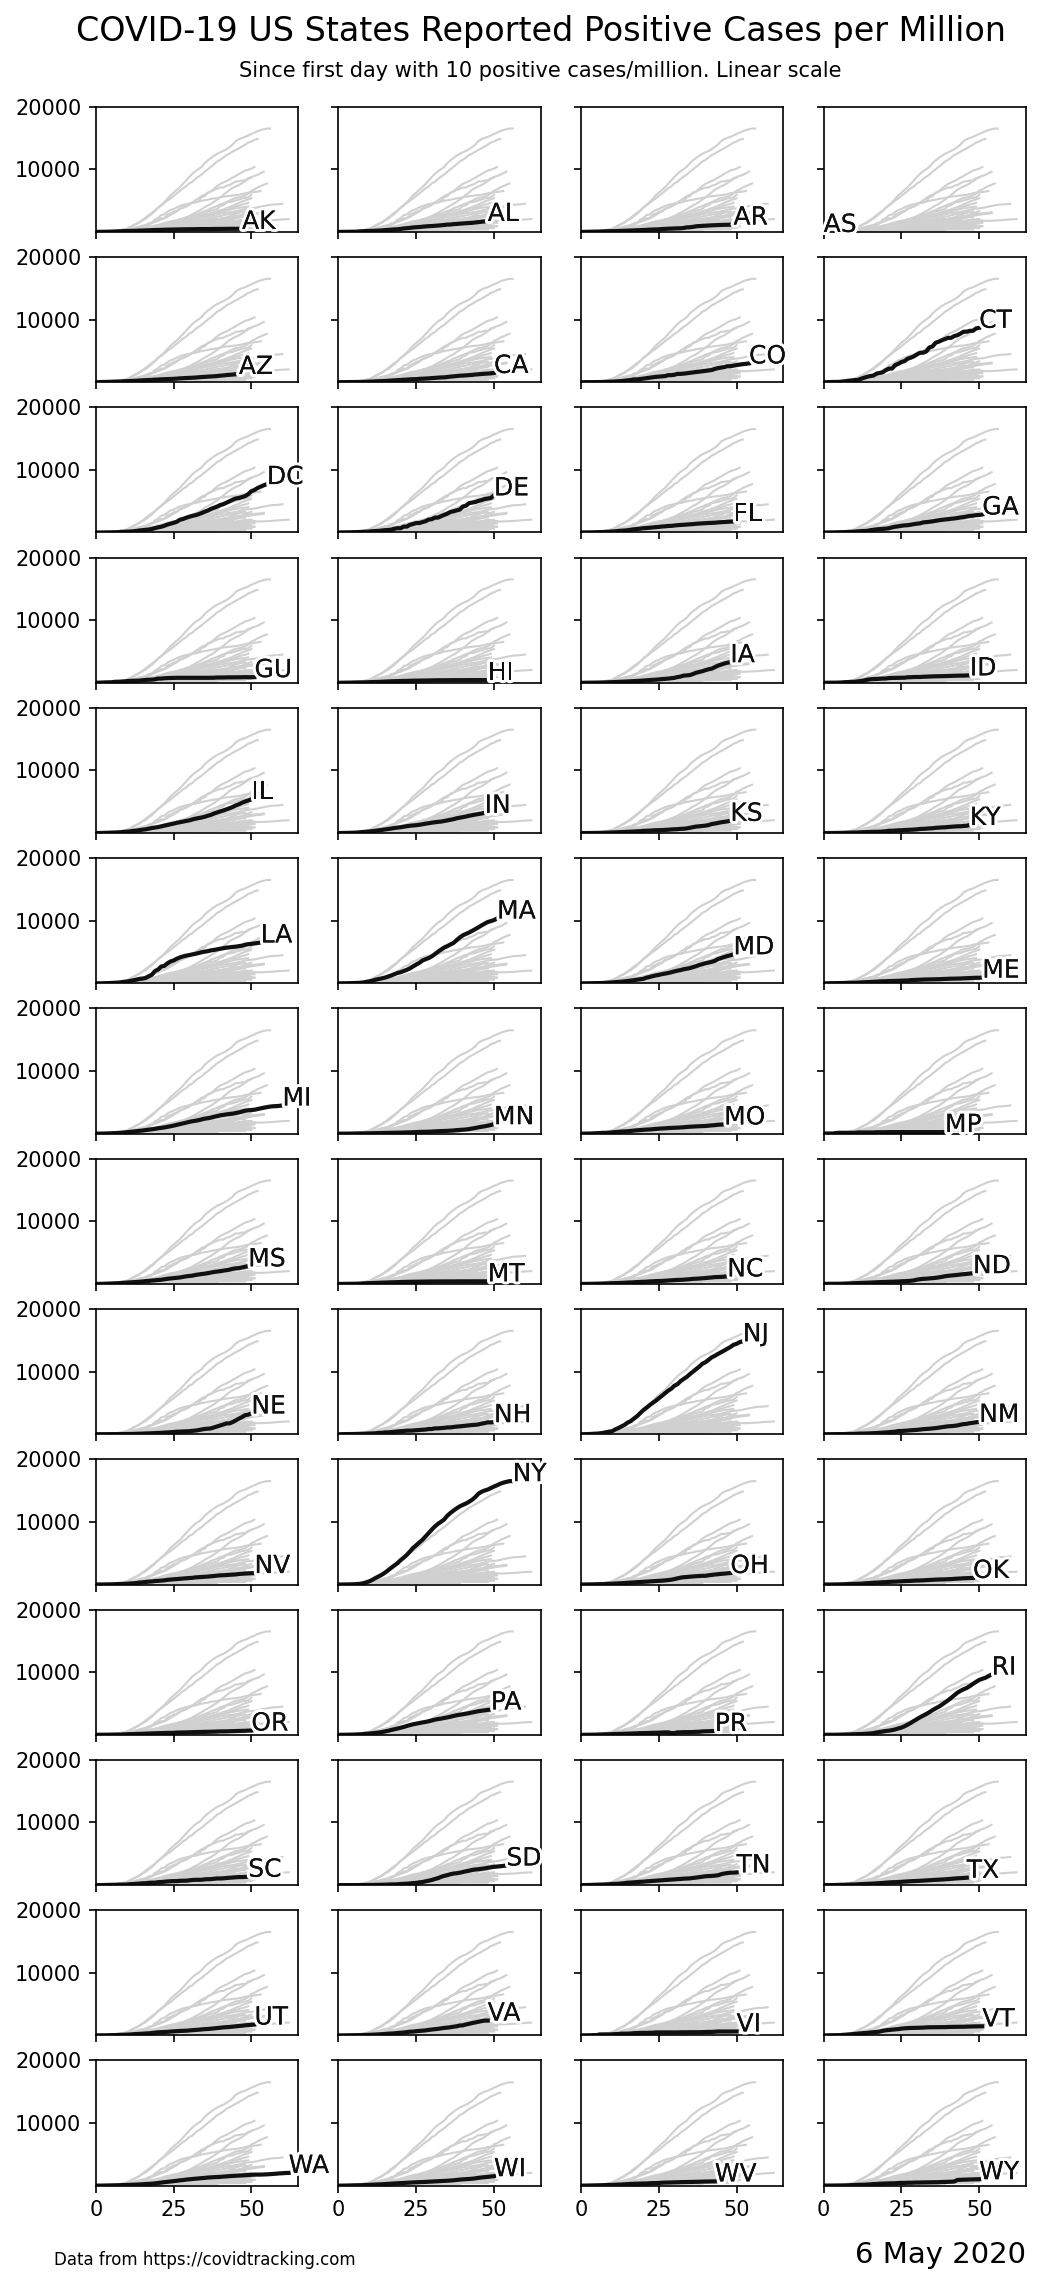 COVID-19 US States Reported Positive Cases per Million
Since first day with 10 positive cases/million. Linear scale
20000
10000
AK
AL
AR
AS
20000
10000
AZ
CA
CO
CT
20000
10000
DC
DE
FL
GA
20000
10000
GU
HI
IA
ID
20000
10000
IL
IN
KS
KY
20000
10000
LA
MA
MD
ME
20000
10000
MI
MN
MO
MP
20000
10000
MS
MT
NC
ND
20000
10000
NE
NH
NJ
NM
20000
10000
NV
NY
OH
OK
20000
10000
OR
PA
PR
RI
20000
10000
SC
SD
TN
TX
20000
10000
UT
VA
VI
VT
20000
10000
WA
WI
WV
WY
0 25 50 0 25 50 0 25 50 0 25 50
Data from https://covidtracking.com
6 May 2020